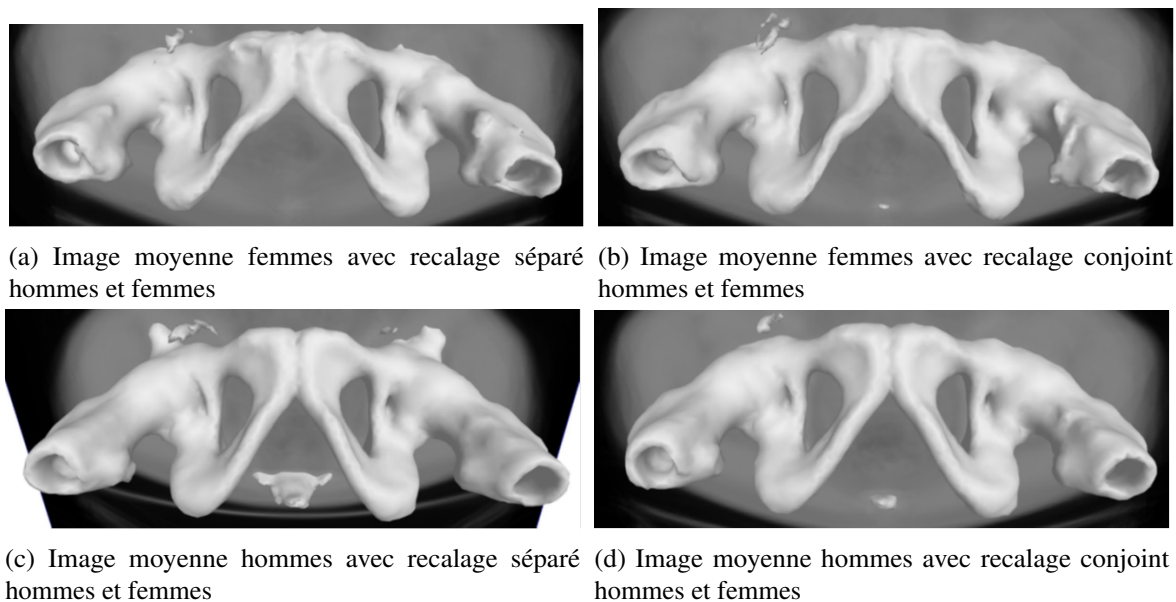 (a) Image moyenne femmes avec recalage séparé
hommes et femmes
(b) Image moyenne femmes avec recalage conjoint
hommes et femmes
(c) Image moyenne hommes avec recalage séparé
hommes et femmes
(d) Image moyenne hommes avec recalage conjoint
hommes et femmes